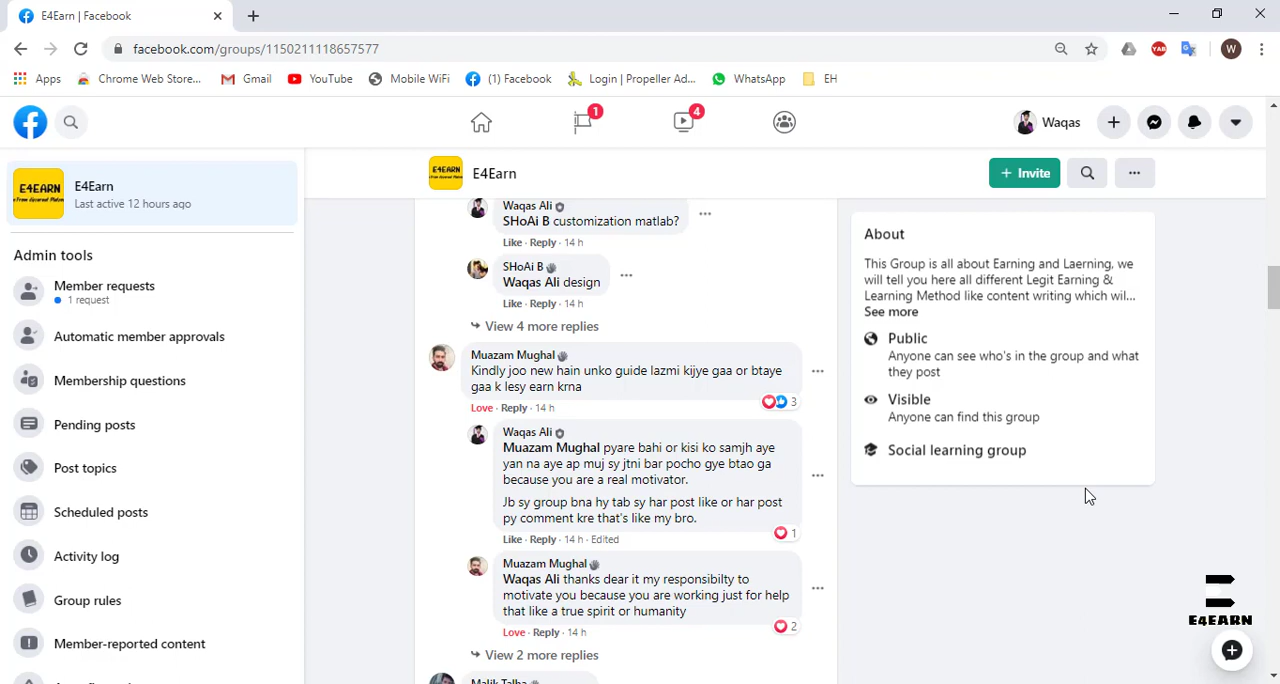 E4Earn | Facebook
facebook.com/groups/1150211118657577
YAB
W
Apps
Chrome Web Store...
Gmail
YouTube
Mobile WiFi
(1) Facebook
Login | Propeller Ad...
WhatsApp
EH
1
4
Waqas
E4EARN
E4Earn
Last active 12 hours ago
E4EARN
E4Earn
+ Invite
Admin tools
Member requests
1 request
Automatic member approvals
Membership questions
Pending posts
Post topics
Scheduled posts
Activity log
Group rules
Member-reported content
Waqas Ali
SHoAi B customization matlab?
Like · Reply · 14 h
SHoAi B
Waqas Ali design
Like · Reply · 14 h
View 4 more replies
Muazam Mughal
Kindly joo new hain unko guide lazmi kijye gaa or btaye
gaa k lesy earn krna
3
Love · Reply · 14 h
Waqas Ali
Muazam Mughal pyare bahi or kisi ko samjh aye
yan na aye ap muj sy jtni bar pocho gye btao ga
because you are a real motivator.
Jb sy group bna hy tab sy har post like or har post
py comment kre that's like my bro.
1
Like · Reply · 14 h · Edited
Muazam Mughal
Waqas Ali thanks dear it my responsibilty to
motivate you because you are working just for help
that like a true spirit or humanity
2
Love · Reply · 14 h
View 2 more replies
Malik Talha
About
This Group is all about Earning and Laerning, we
will tell you here all different Legit Earning &
Learning Method like content writing which wil...
See more
Public
Anyone can see who's in the group and what
they post
Visible
Anyone can find this group
Social learning group
E4EARN